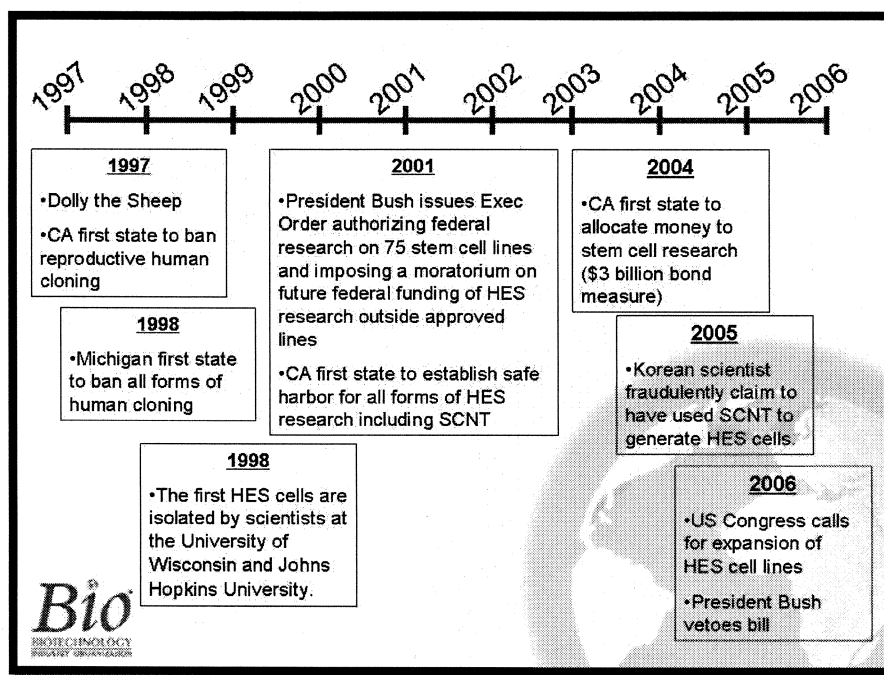 1997
1998
1999
2000
2001
2002
2003
2004
2005
2006
1997
•Dolly the Sheep
•CA first state to ban
reproductive human
cloning
1998
•Michigan first state
to ban all forms of
human cloning
1998
•The first HES cells are
isolated by scientists at
the University of
Wisconsin and Johns
Hopkins University.
2001
•President Bush issues Exec
Order authorizing federal
research on 75 stem cell lines
and imposing a moratorium on
future federal funding of HES
research outside approved
lines
•CA first state to establish safe
harbor for all forms of HES
research including SCNT
2004
•CA first state to
allocate money to
stem cell research
($3 billion bond
measure)
2005
•Korean scientist
fraudulently claim to
have used SCNT to
generate HES cells.
2006
•US Congress calls
for expansion of
HES cell lines
•President Bush
vetoes bill
Bio
BIOTECHNOLOGY
INDUSTRY ORGANIZATION